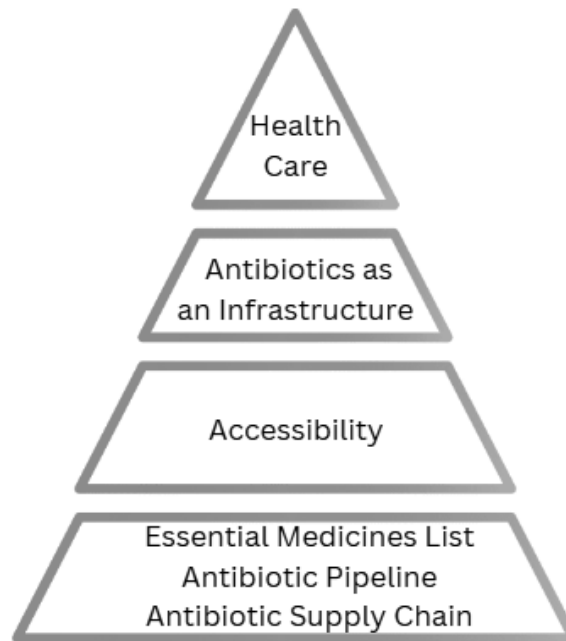 Health
Care
Antibiotics as
an Infrastructure
Accessibility
Essential Medicines List
Antibiotic Pipeline
Antibiotic Supply Chain